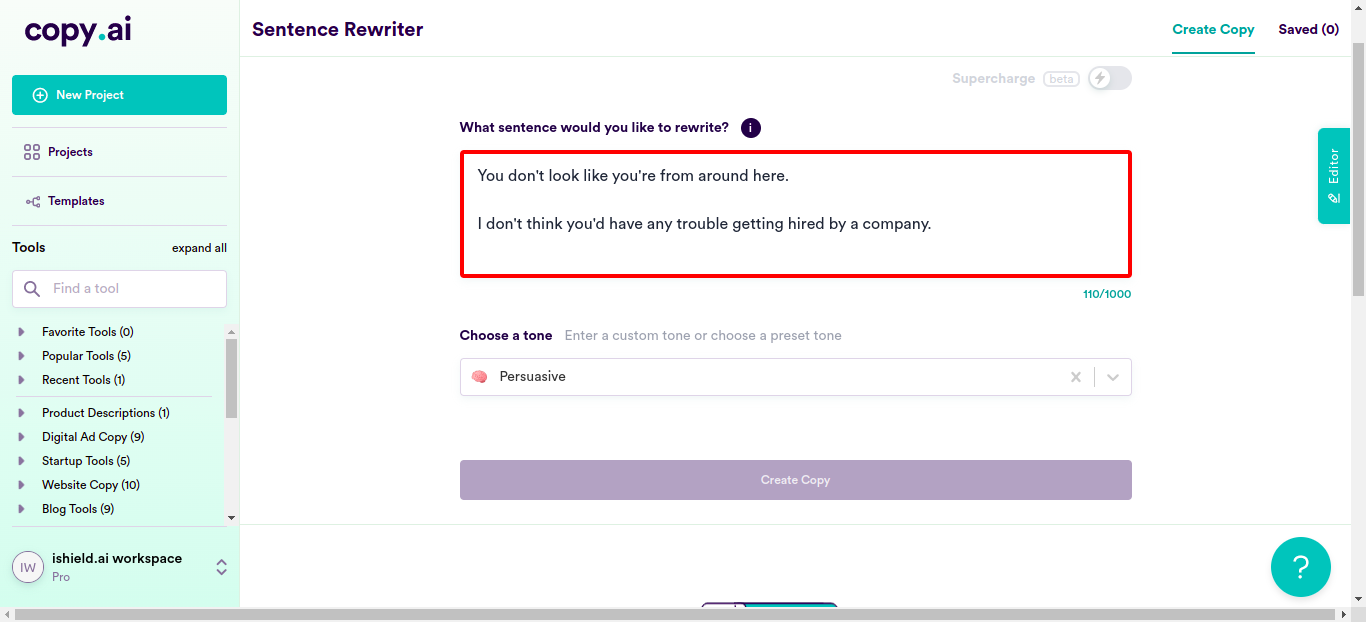 copy.ai
Sentence Rewriter
Create Copy
Saved (0)
New Project
Projects
Templates
Tools
expand all
Find a tool
Favorite Tools (0)
Popular Tools (5)
Recent Tools (1)
Product Descriptions (1)
Digital Ad Copy (9)
Startup Tools (5)
Website Copy (10)
Blog Tools (9)
IW
ishield.ai workspace
Pro
Supercharge beta
What sentence would you like to rewrite? i
You don't look like you're from around here.
I don't think you'd have any trouble getting hired by a company.
110/1000
Choose a tone Enter a custom tone or choose a preset tone
Persuasive
Create Copy
Editor
?